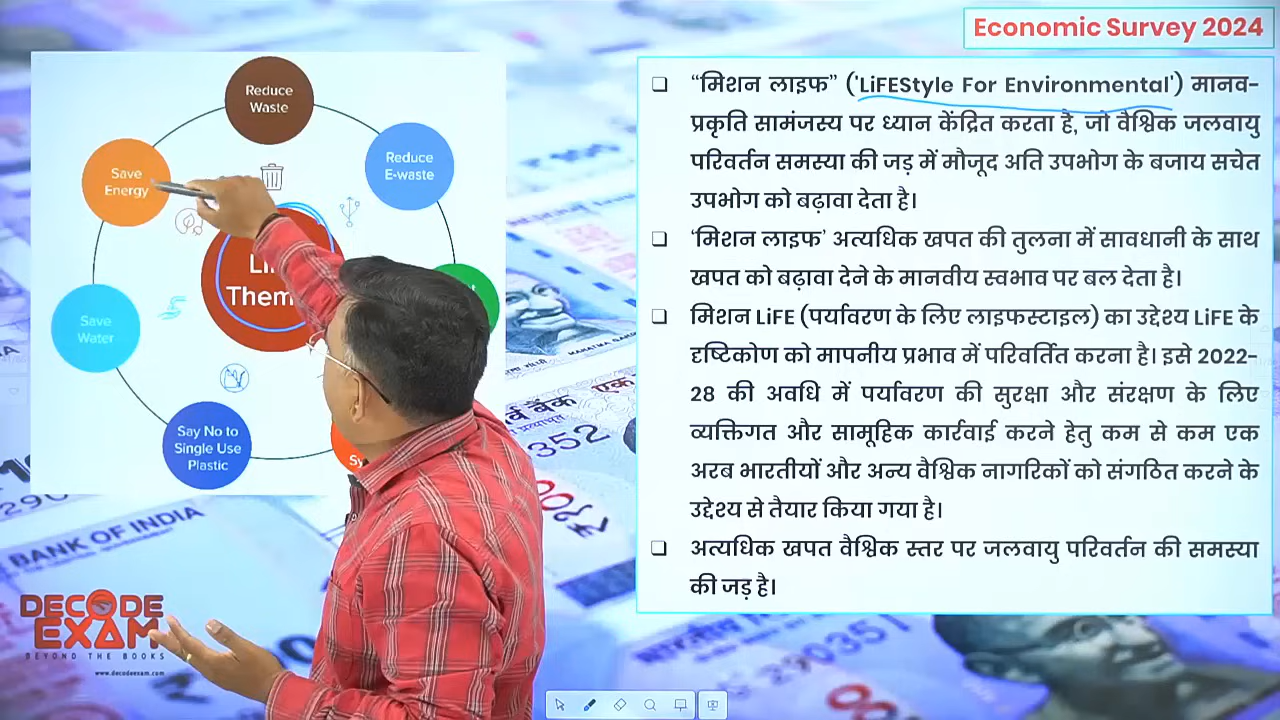 Economic Survey 2024
Reduce
Waste
Reduce
E-waste
Save
Energy
Save
Water
Say No to
Single Use
Plastic
“मिशन लाइफ” ('LiFEStyle For Environmental') मानव-
प्रकृति सामंजस्य पर ध्यान केंद्रित करता है, जो वैश्विक जलवायु
परिवर्तन समस्या की जड़ में मौजूद अति उपभोग के बजाय सचेत
उपभोग को बढ़ावा देता है।
‘मिशन लाइफ’ अत्यधिक खपत की तुलना में सावधानी के साथ
खपत को बढ़ावा देने के मानवीय स्वभाव पर बल देता है।
मिशन LiFE (पर्यावरण के लिए लाइफस्टाइल) का उद्देश्य LiFE के
दृष्टिकोण को मापनीय प्रभाव में परिवर्तित करना है। इसे 2022-
28 की अवधि में पर्यावरण की सुरक्षा और संरक्षण के लिए
व्यक्तिगत और सामूहिक कार्रवाई करने हेतु कम से कम एक
अरब भारतीयों और अन्य वैश्विक नागरिकों को संगठित करने के
उद्देश्य से तैयार किया गया है।
अत्यधिक खपत वैश्विक स्तर पर जलवायु परिवर्तन की समस्या
की जड़ है।
BANK OF INDIA
352
DECODE
EXAM
BEYOND THE BOOKS
www.decodeexam.com